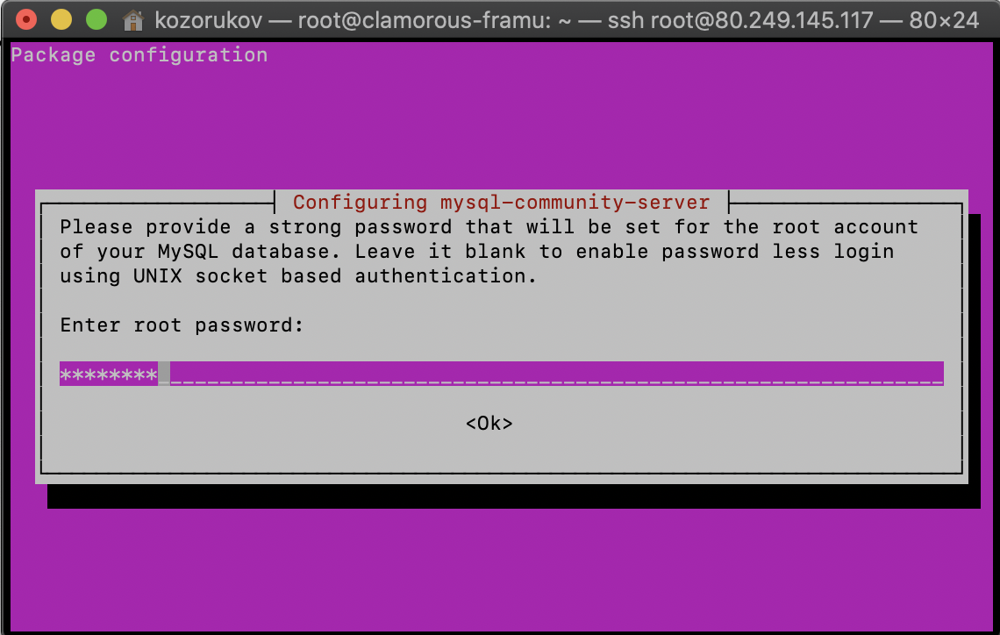 kozorukov — root@clamorous-framu: ~ — ssh root@80.249.145.117 — 80×24
Package configuration
Configuring mysql-community-server
Please provide a strong password that will be set for the root account
of your MySQL database. Leave it blank to enable password less login
using UNIX socket based authentication.
Enter root password:
********
<Ok>